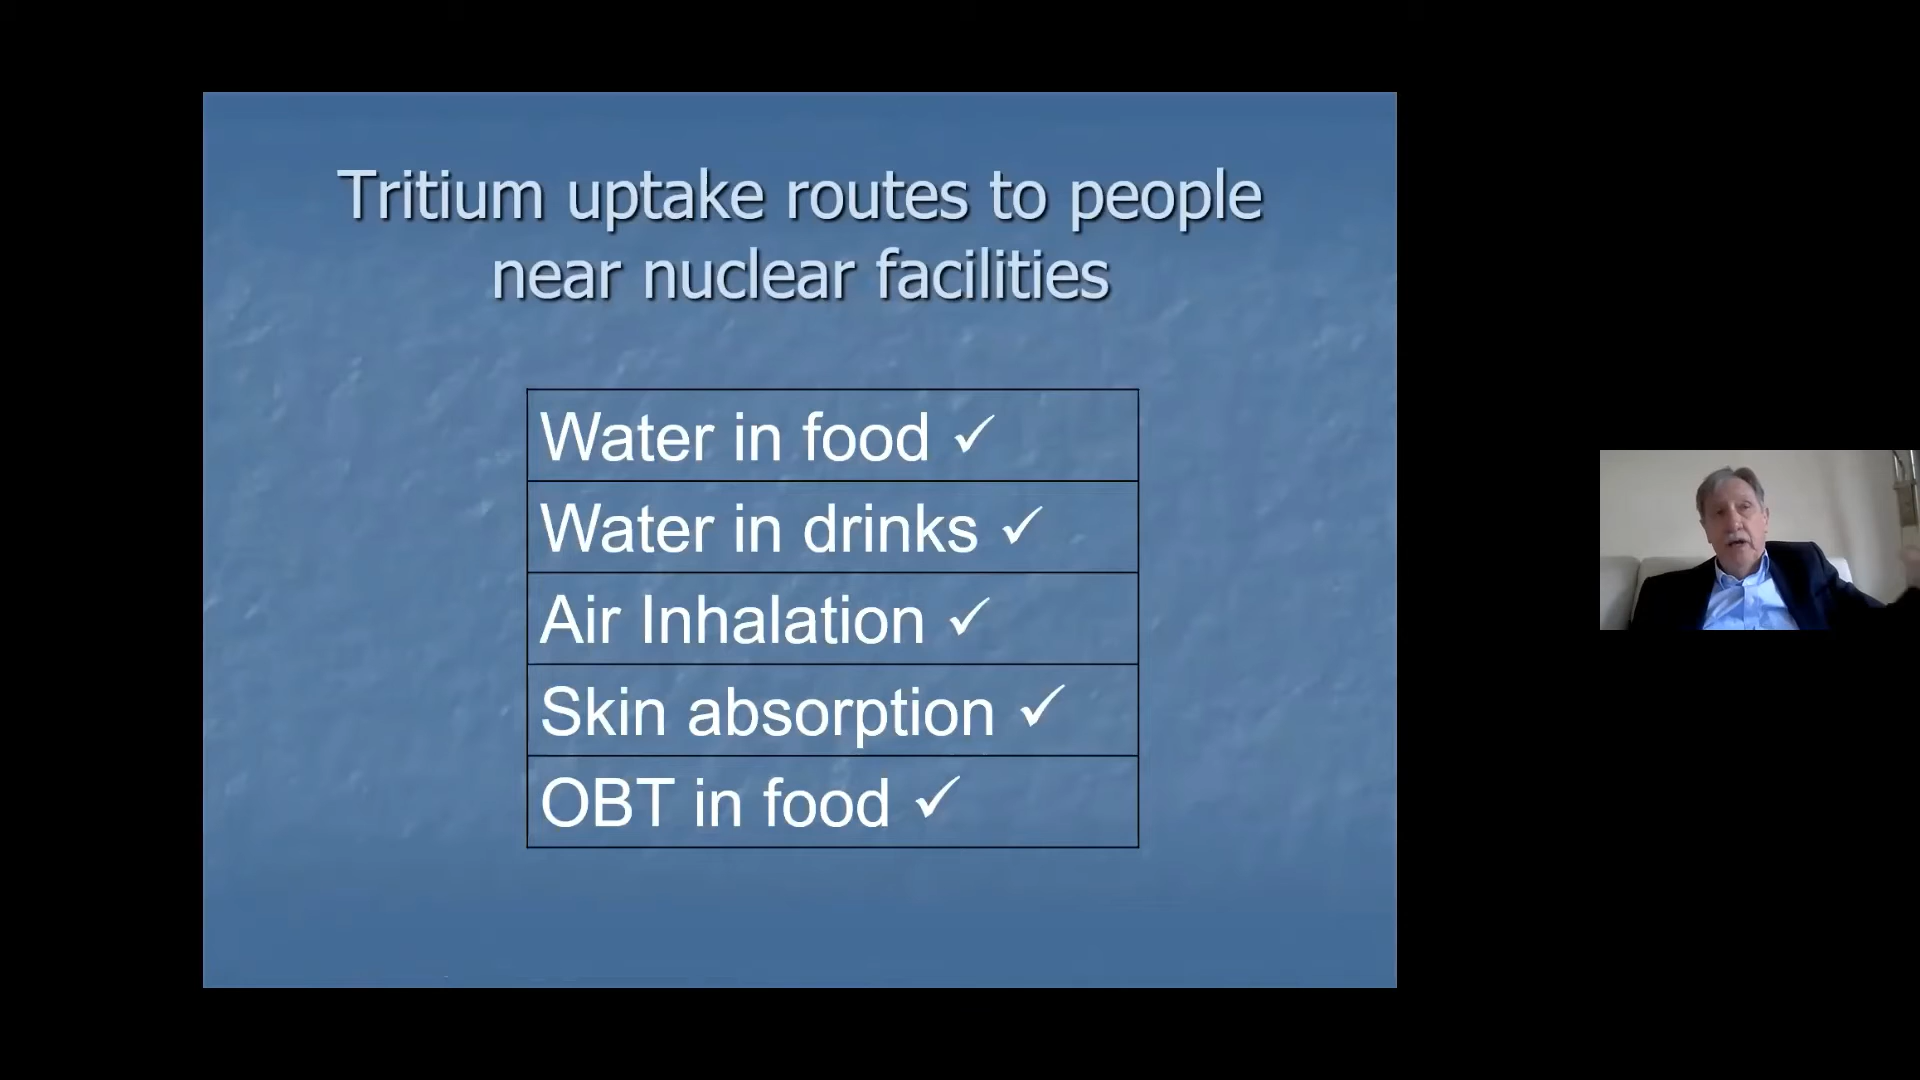 Tritium uptake routes to people
near nuclear facilities
Water in food ✓
Water in drinks ✓
Air Inhalation ✓
Skin absorption ✓
OBT in food ✓